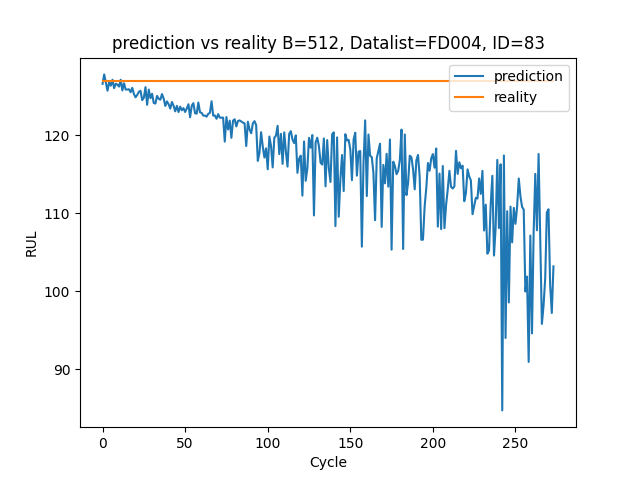 prediction vs reality B=512, Datalist=FD004, ID=83
prediction
reality
RUL
120
110
100
90
0 50 100 150 200 250
Cycle